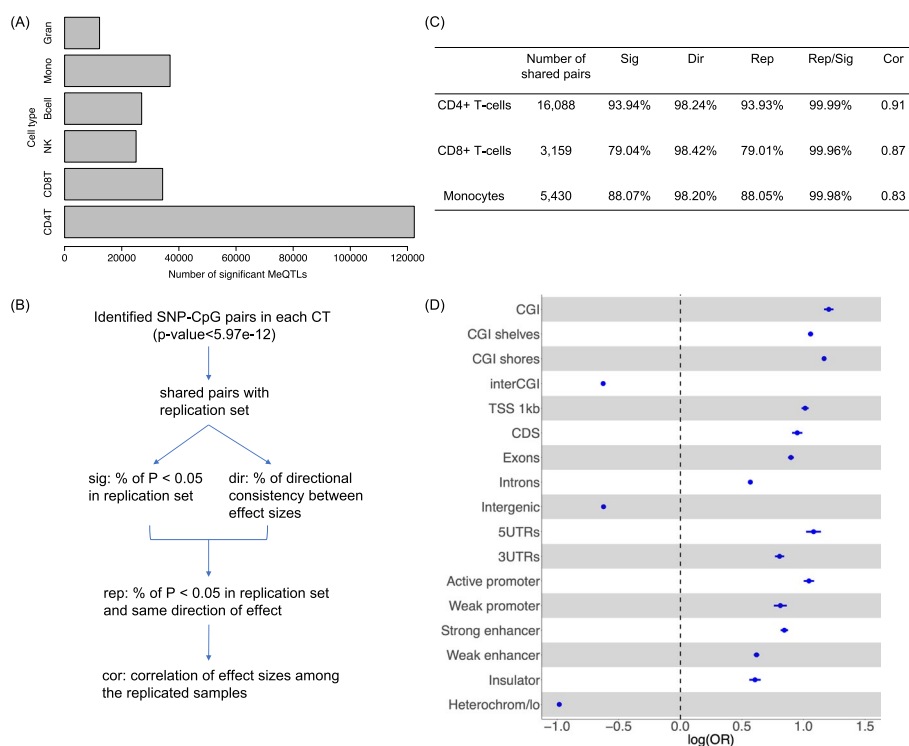 (A)
Gran
Mono
Bcell
NK
CD8T
CD4T
Cell type
0 20000 40000 60000 80000 100000 120000
Number of significant MeQTLs
(C)
Number of shared pairs Sig Dir Rep Rep/Sig Cor
CD4+ T-cells 16,088 93.94% 98.24% 93.93% 99.99% 0.91
CD8+ T-cells 3,159 79.04% 98.42% 79.01% 99.96% 0.87
Monocytes 5,430 88.07% 98.20% 88.05% 99.98% 0.83
(B)
Identified SNP-CpG pairs in each CT
(p-value<5.97e-12)
shared pairs with
replication set
sig: % of P < 0.05
in replication set
dir: % of directional
consistency between
effect sizes
rep: % of P < 0.05 in replication set
and same direction of effect
cor: correlation of effect sizes among
the replicated samples
(D)
CGI
CGI shelves
CGI shores
interCGI
TSS 1kb
CDS
Exons
Introns
Intergenic
5UTRs
3UTRs
Active promoter
Weak promoter
Strong enhancer
Weak enhancer
Insulator
Heterochrom/lo
-1.0 -0.5 0.0 0.5 1.0 1.5
log(OR)